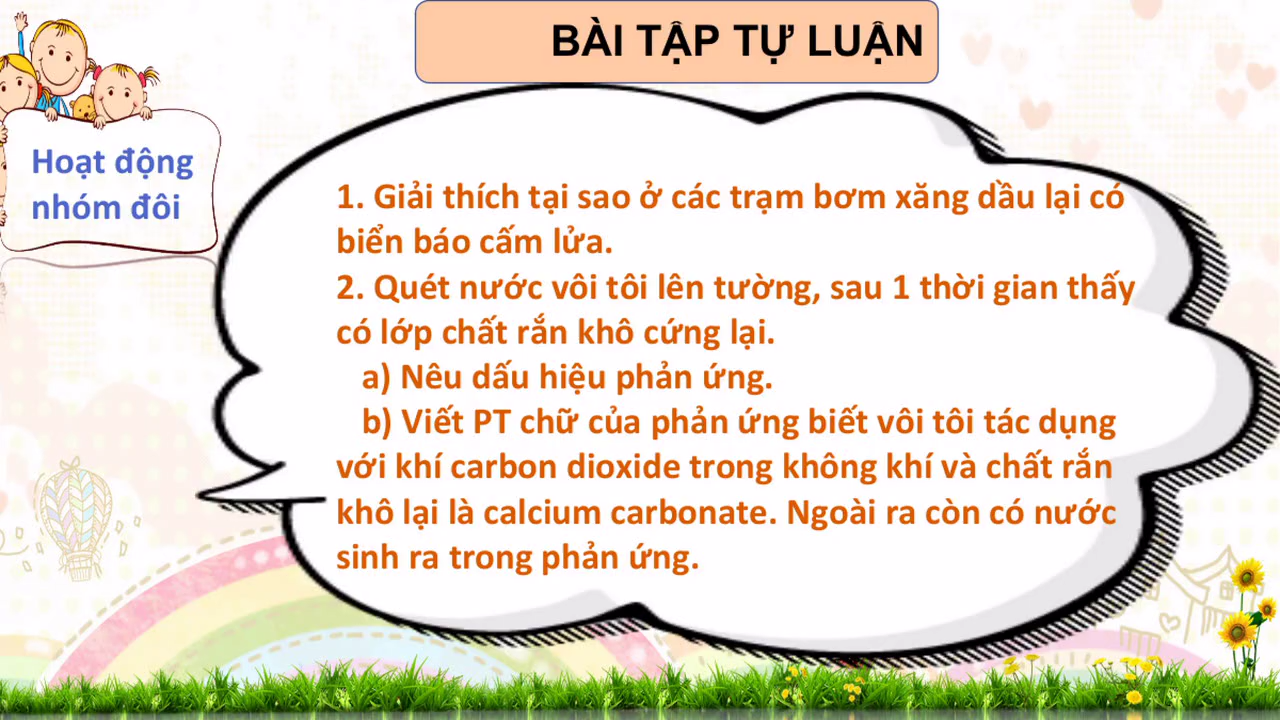 BÀI TẬP TỰ LUẬN
Hoạt động
nhóm đôi
1. Giải thích tại sao ở các trạm bơm xăng dầu lại có
biển báo cấm lửa.
2. Quét nước vôi tôi lên tường, sau 1 thời gian thấy
có lớp chất rắn khô cứng lại.
a) Nêu dấu hiệu phản ứng.
b) Viết PT chữ của phản ứng biết vôi tôi tác dụng
với khí carbon dioxide trong không khí và chất rắn
khô lại là calcium carbonate. Ngoài ra còn có nước
sinh ra trong phản ứng.